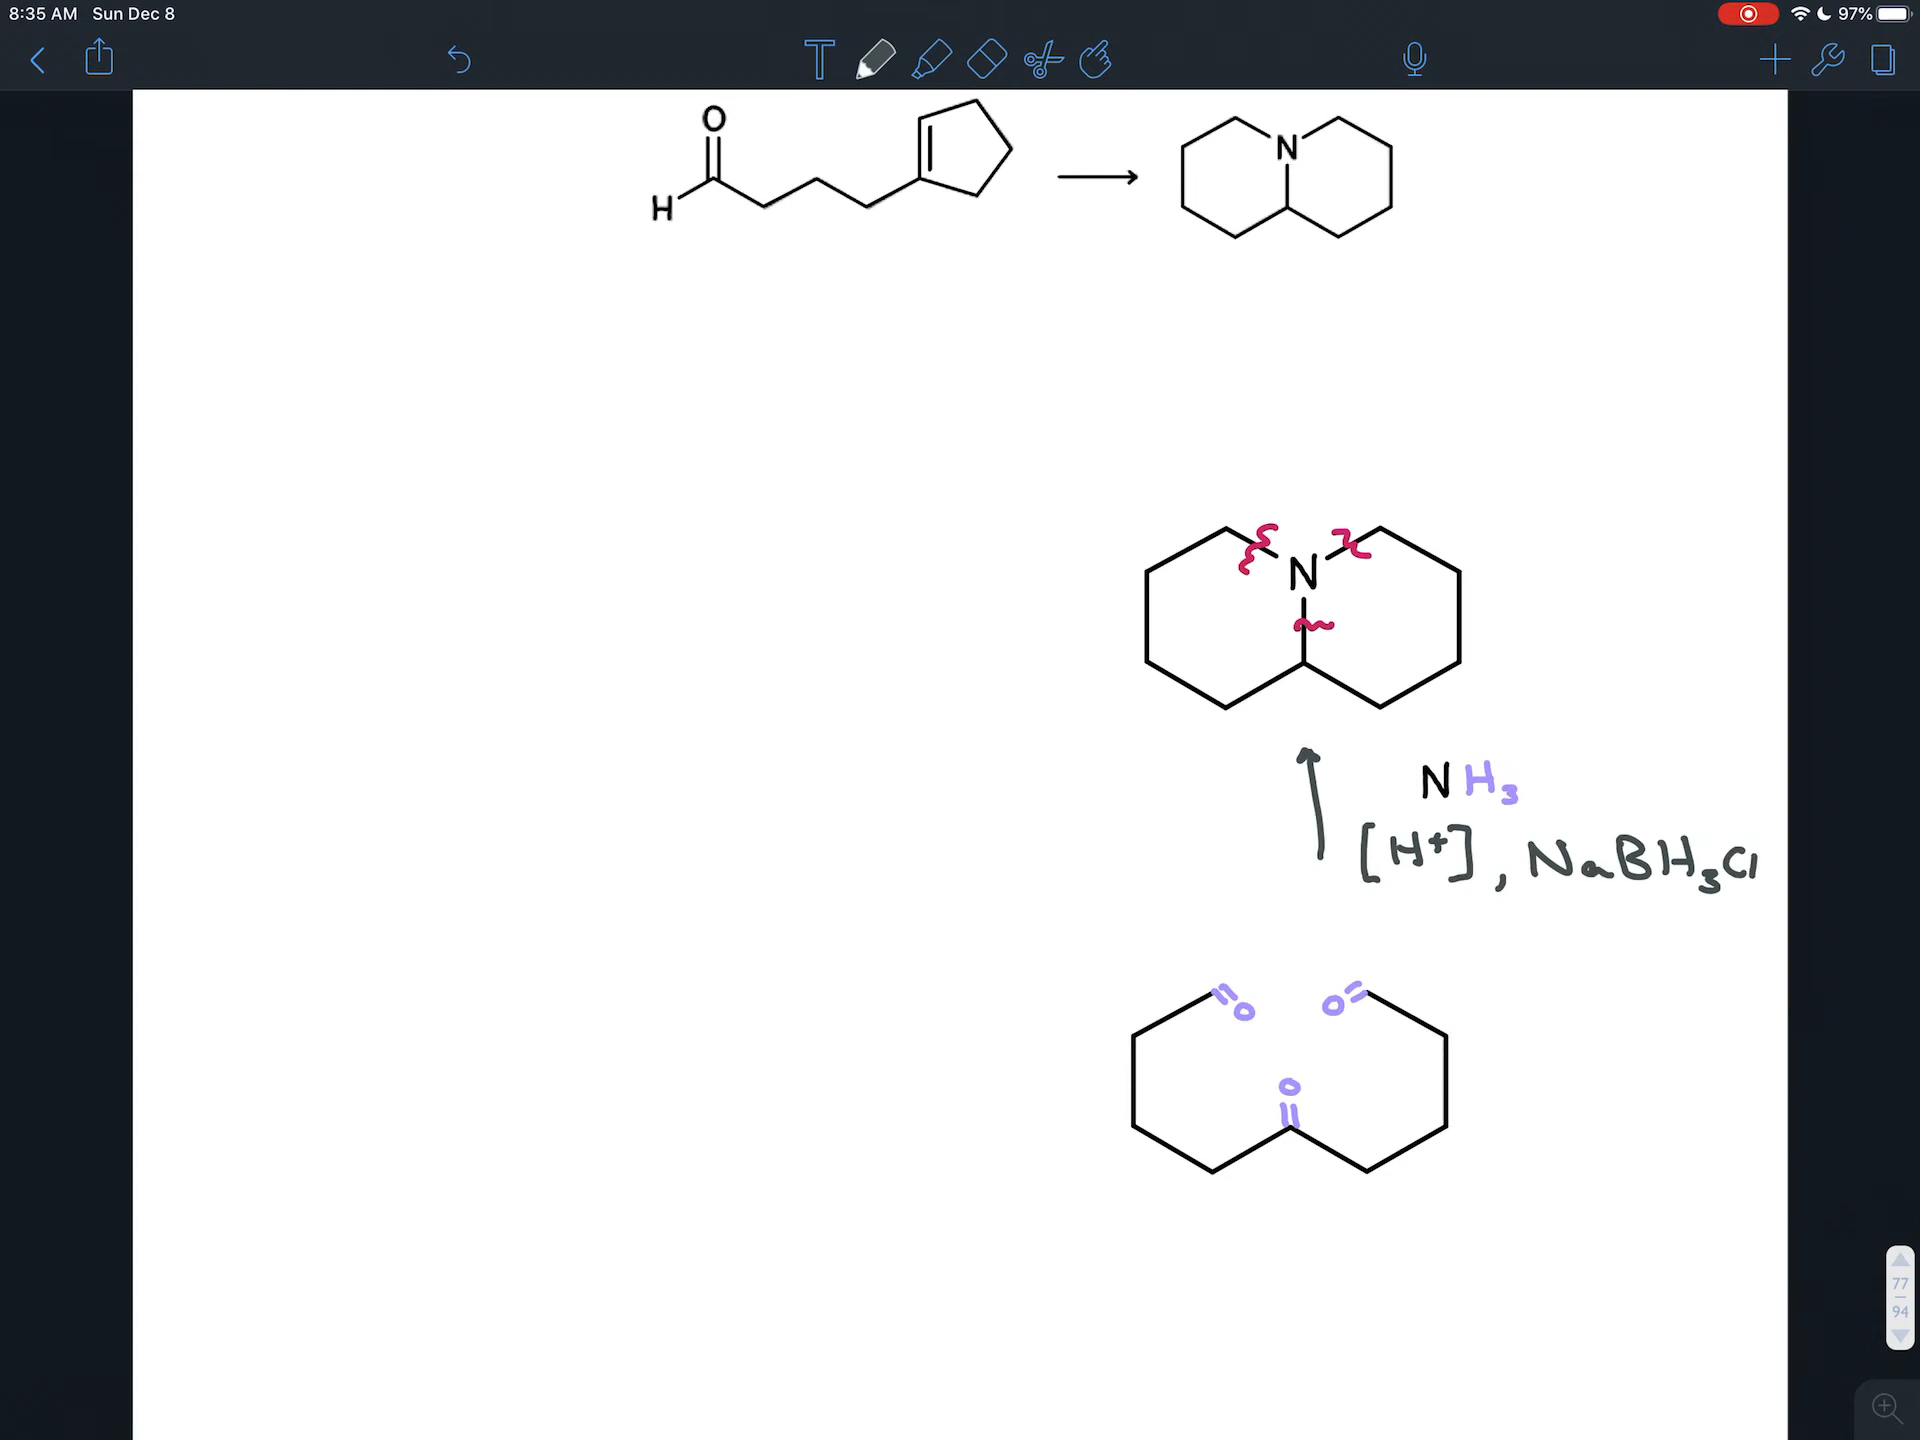 8:35 AM Sun Dec 8
97%
T
O
H
N
N
NH₃
[H⁺], NaBH₃Cl
O O
O
77
94